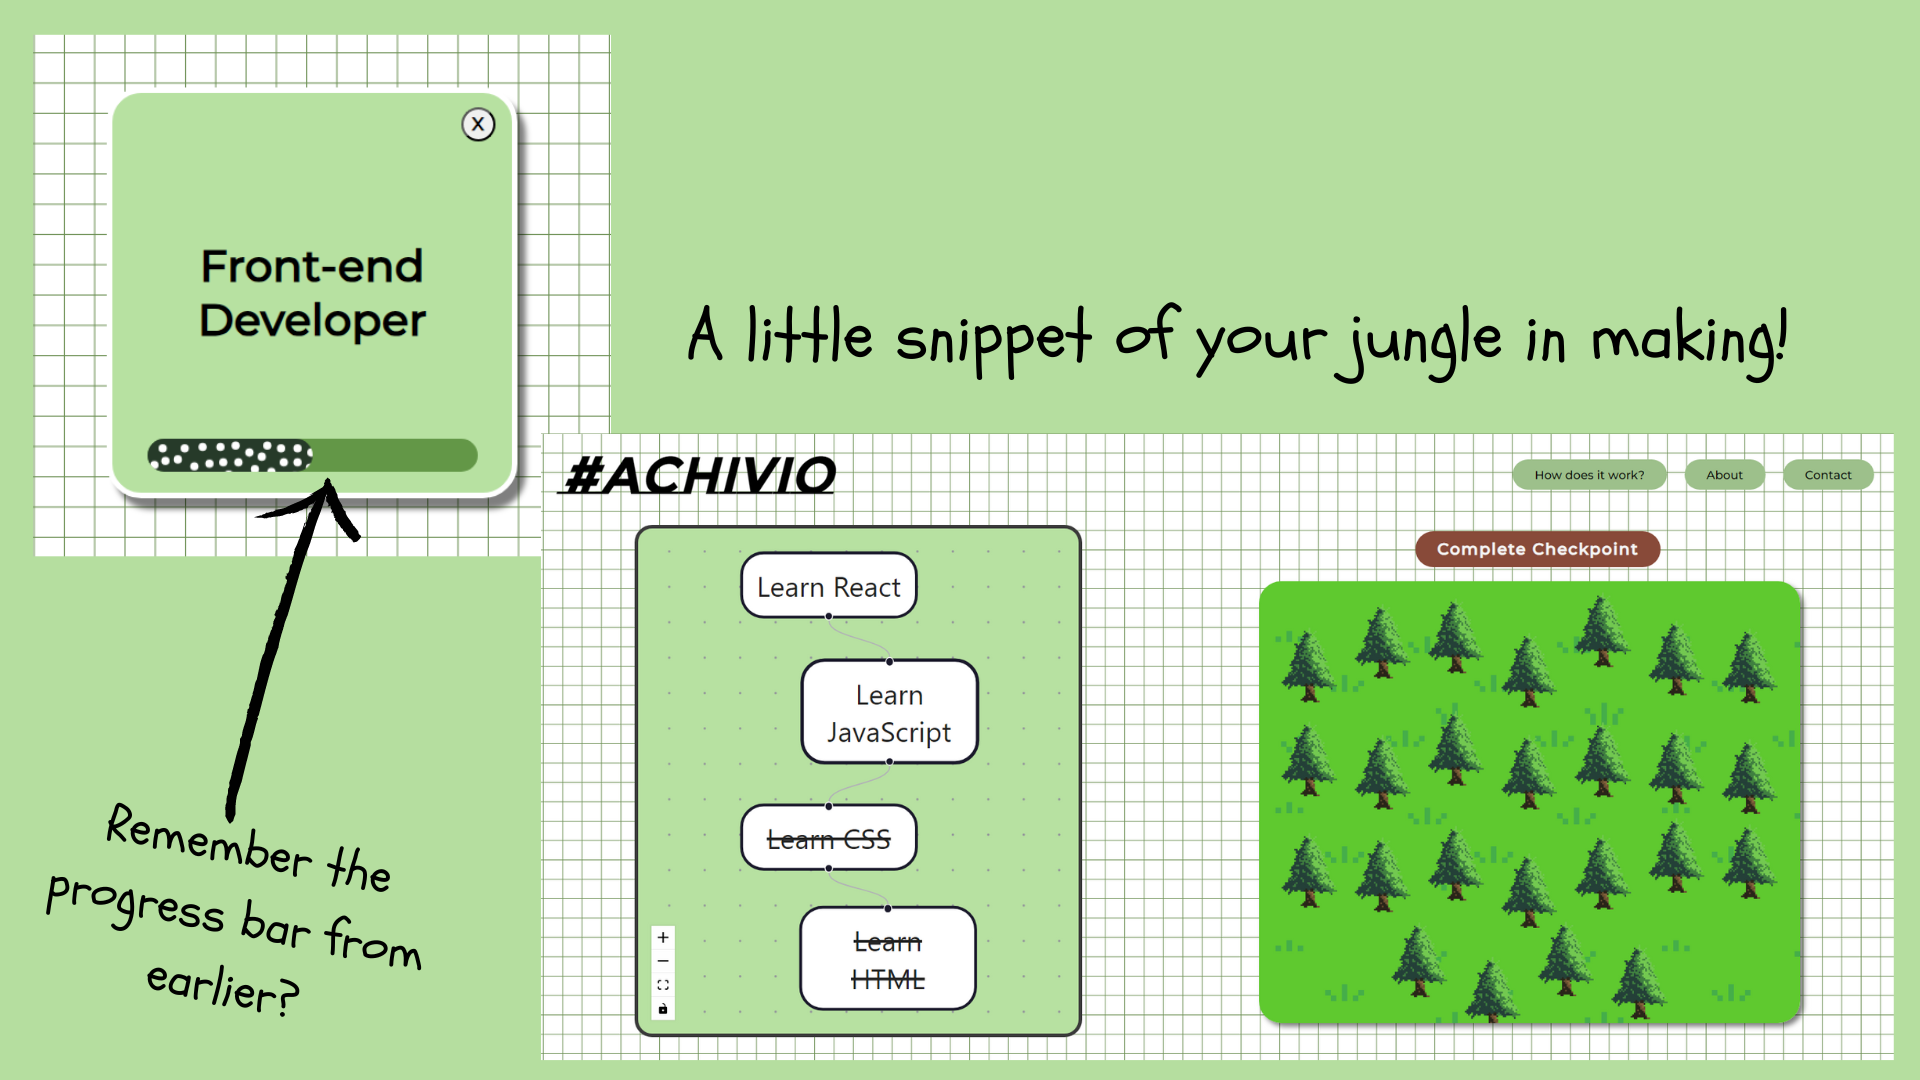 X
Front-end
Developer
A little snippet of your jungle in making!
#ACHIVIO
How does it work?
About
Contact
Complete Checkpoint
Learn React
Learn
JavaScript
Learn CSS
Learn
HTML
Remember the
progress bar from
earlier?